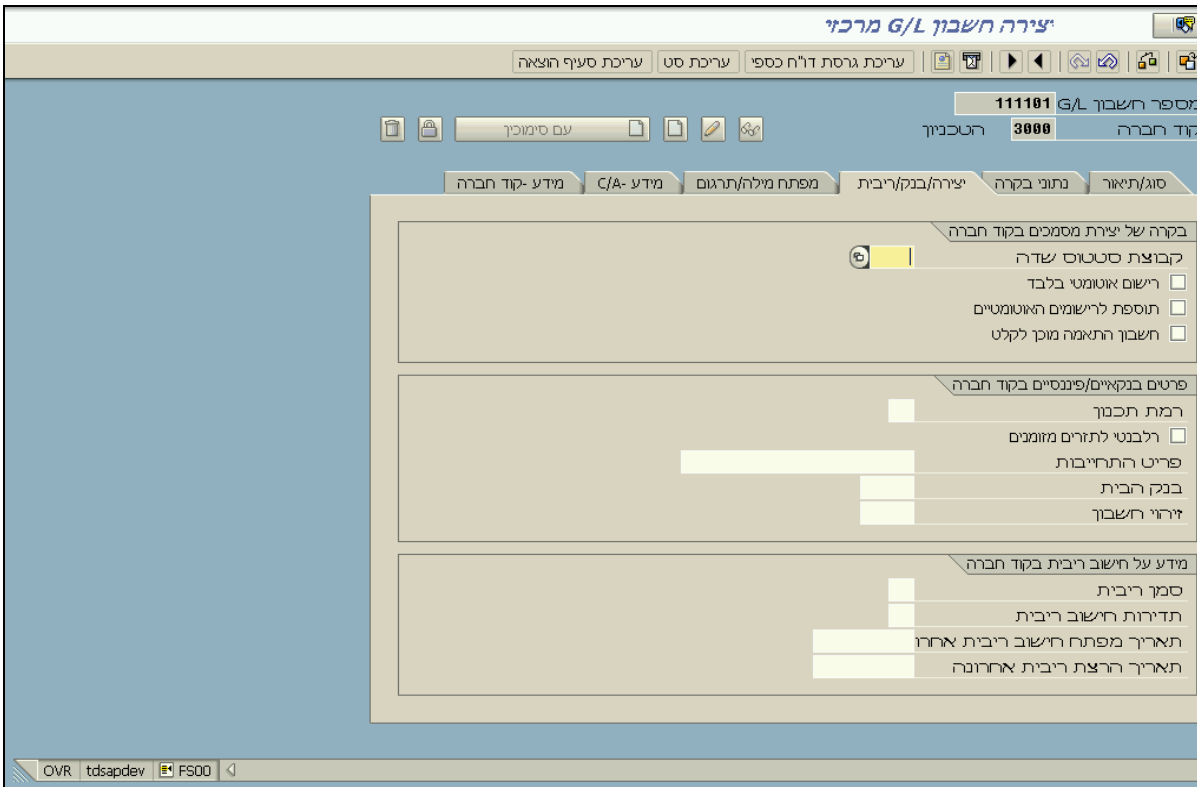 יצירה חשבון G/L מרכזי
עריכת גרסת דו"ח כספי עריכת סט עריכת סעיף הוצאה
מספר חשבון G/L 111101
קוד חברה 3000 הטכניון
עם סימוכין
סוג/תיאור נתוני בקרה יצירה/בנק/ריבית מפתח מילה/תרגום מידע -C/A מידע -קוד חברה
בקרה של יצירת מסמכים בקוד חברה
קבוצת סטטוס שדה
רישום אוטומטי בלבד
תוספת לרישומים האוטומטיים
חשבון התאמה מוכן לקלט
פרטים בנקאיים/פיננסיים בקוד חברה
רמת תכנון
רלבנטי לתזרים מזומנים
פריט התחייבות
בנק הבית
זיהוי חשבון
מידע על חישוב ריבית בקוד חברה
סמן ריבית
תדירות חישוב ריבית
תאריך מפתח חישוב ריבית אחרו
תאריך הרצת ריבית אחרונה
OVR tdsapdev FS00